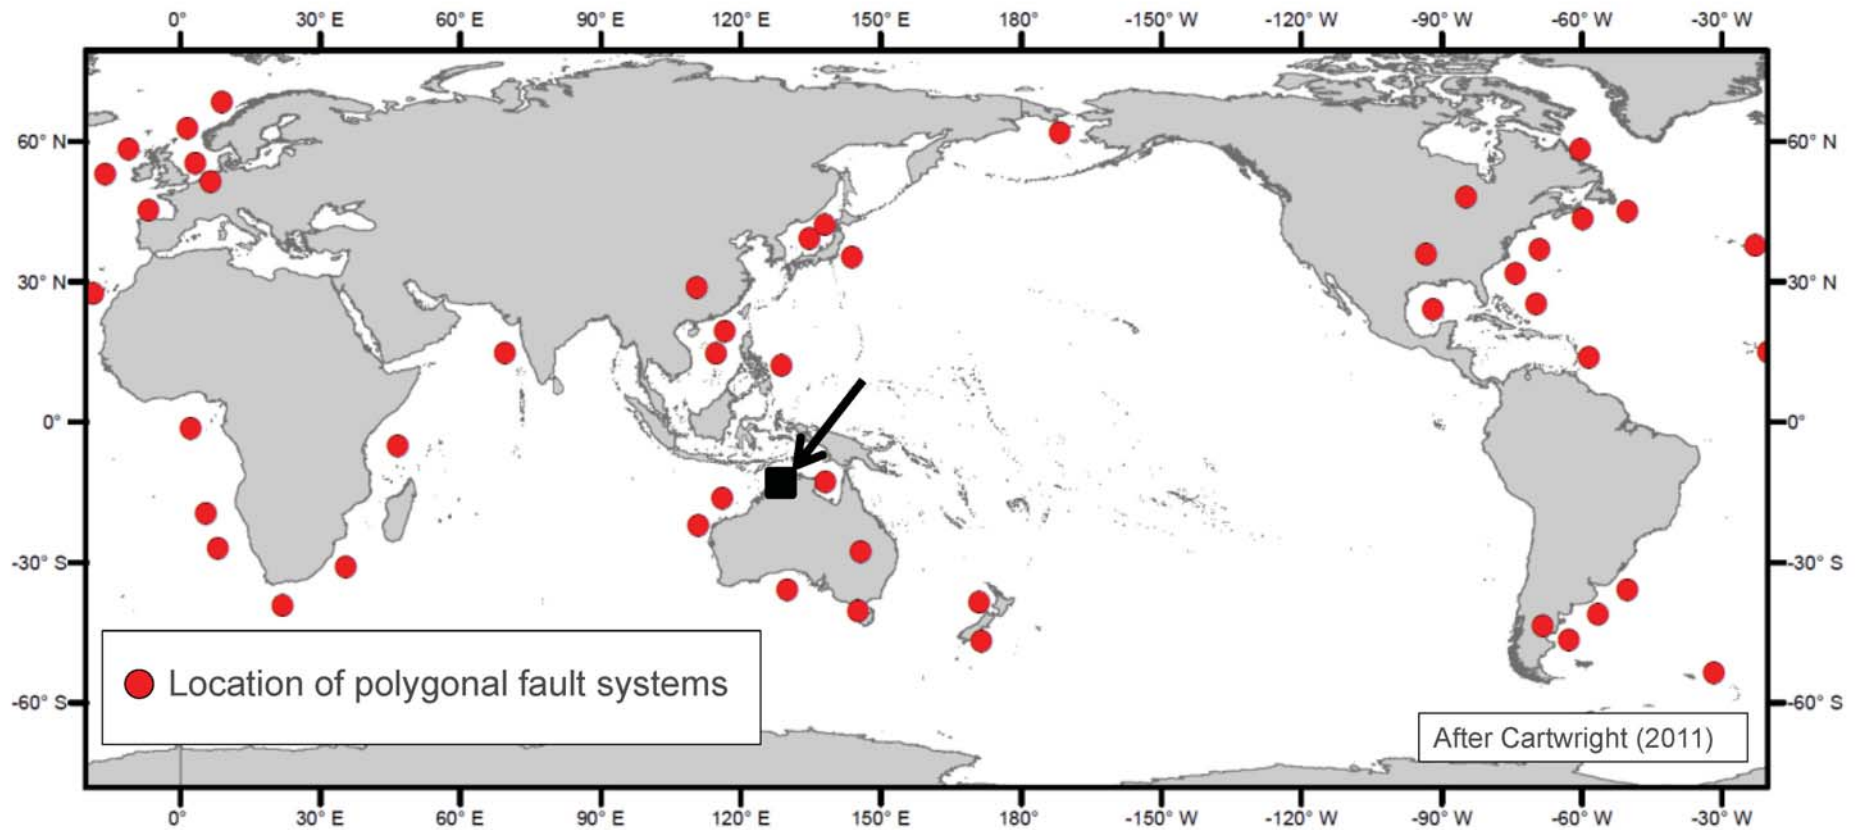 0° 30° E 60° E 90° E 120° E 150° E 180° -150° W -120° W -90° W -60° W -30° W
60° N 60° N
30° N 30° N
0° 0°
-30° S -30° S
Location of polygonal fault systems
-60° S -60° S
After Cartwright (2011)
0° 30° E 60° E 90° E 120° E 150° E 180° -150° W -120° W -90° W -60° W -30° W